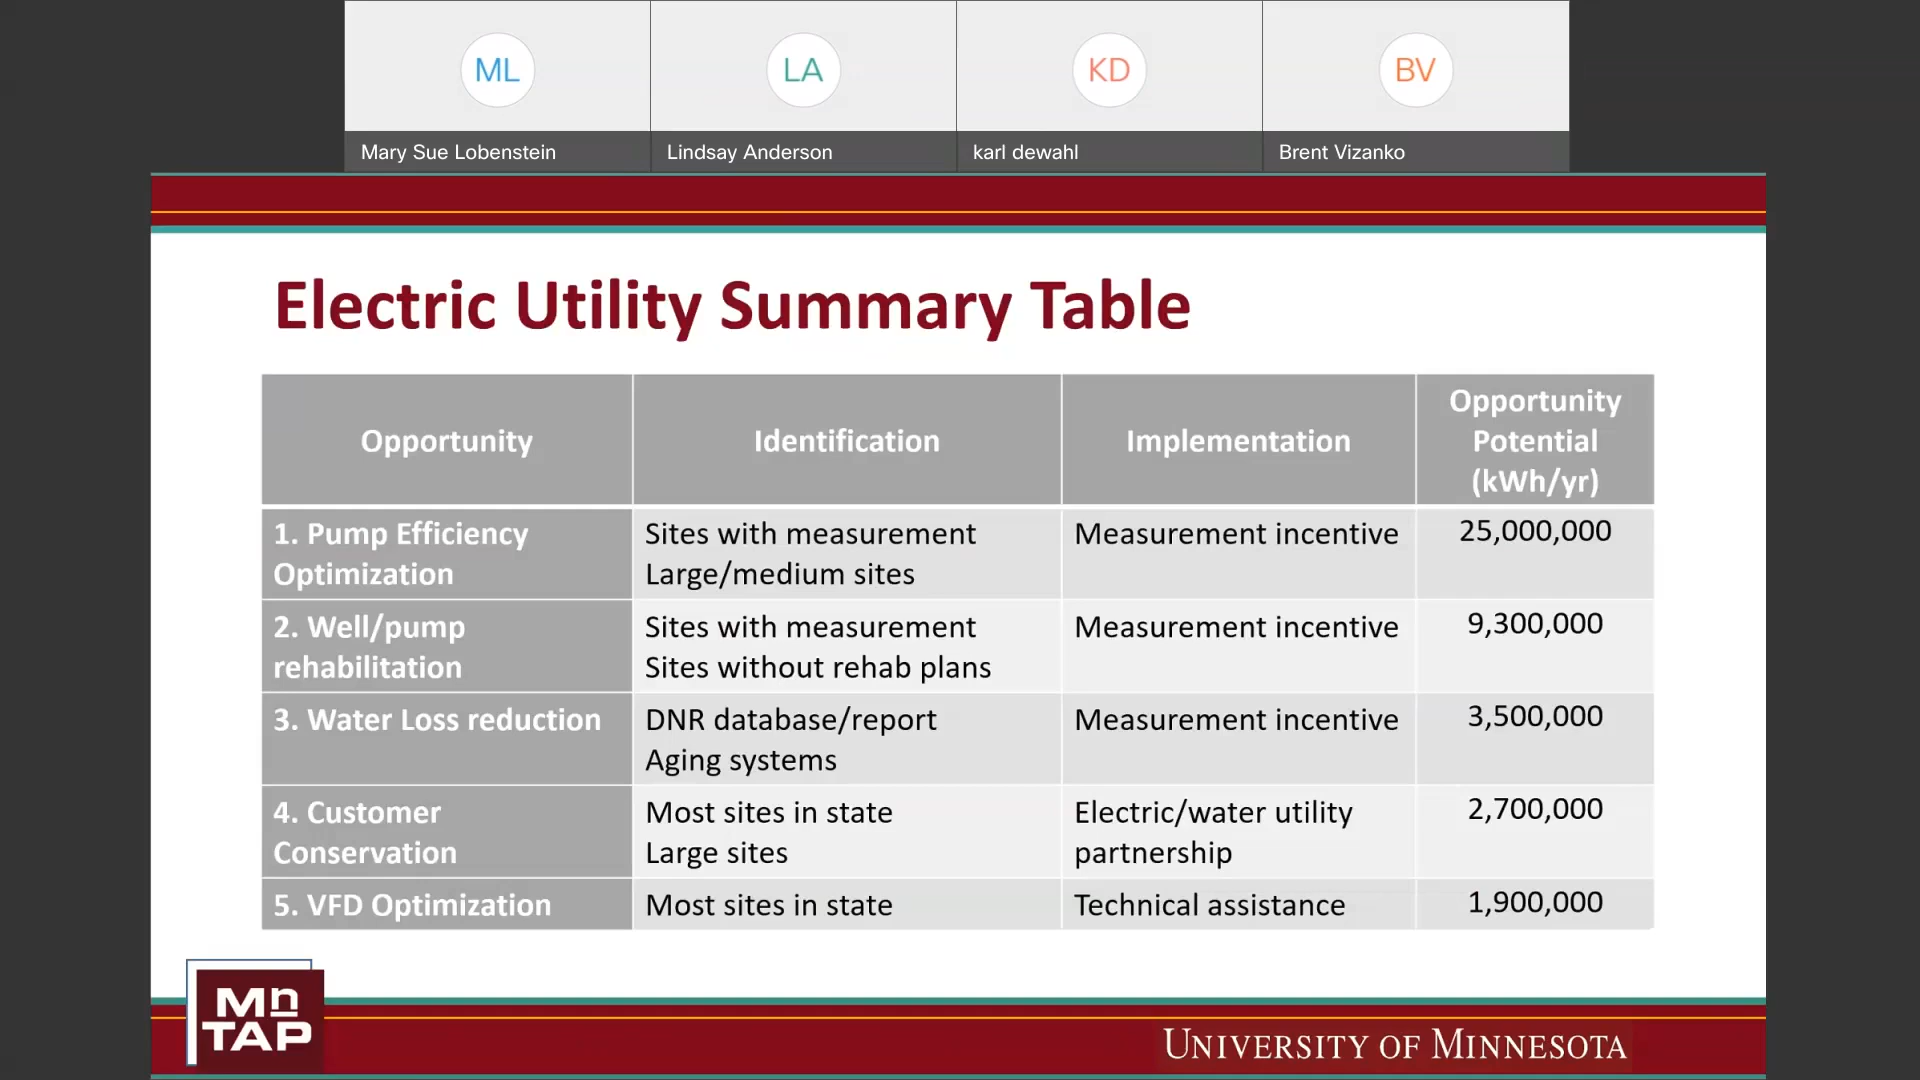 ML
LA
KD
BV
Mary Sue Lobenstein
Lindsay Anderson
karl dewahl
Brent Vizanko
Electric Utility Summary Table
Opportunity
Identification
Implementation
Opportunity
Potential
(kWh/yr)
1. Pump Efficiency
Optimization
Sites with measurement
Large/medium sites
Measurement incentive
25,000,000
2. Well/pump
rehabilitation
Sites with measurement
Sites without rehab plans
Measurement incentive
9,300,000
3. Water Loss reduction
DNR database/report
Aging systems
Measurement incentive
3,500,000
4. Customer
Conservation
Most sites in state
Large sites
Electric/water utility
partnership
2,700,000
5. VFD Optimization
Most sites in state
Technical assistance
1,900,000
Mn
TAP
UNIVERSITY OF MINNESOTA